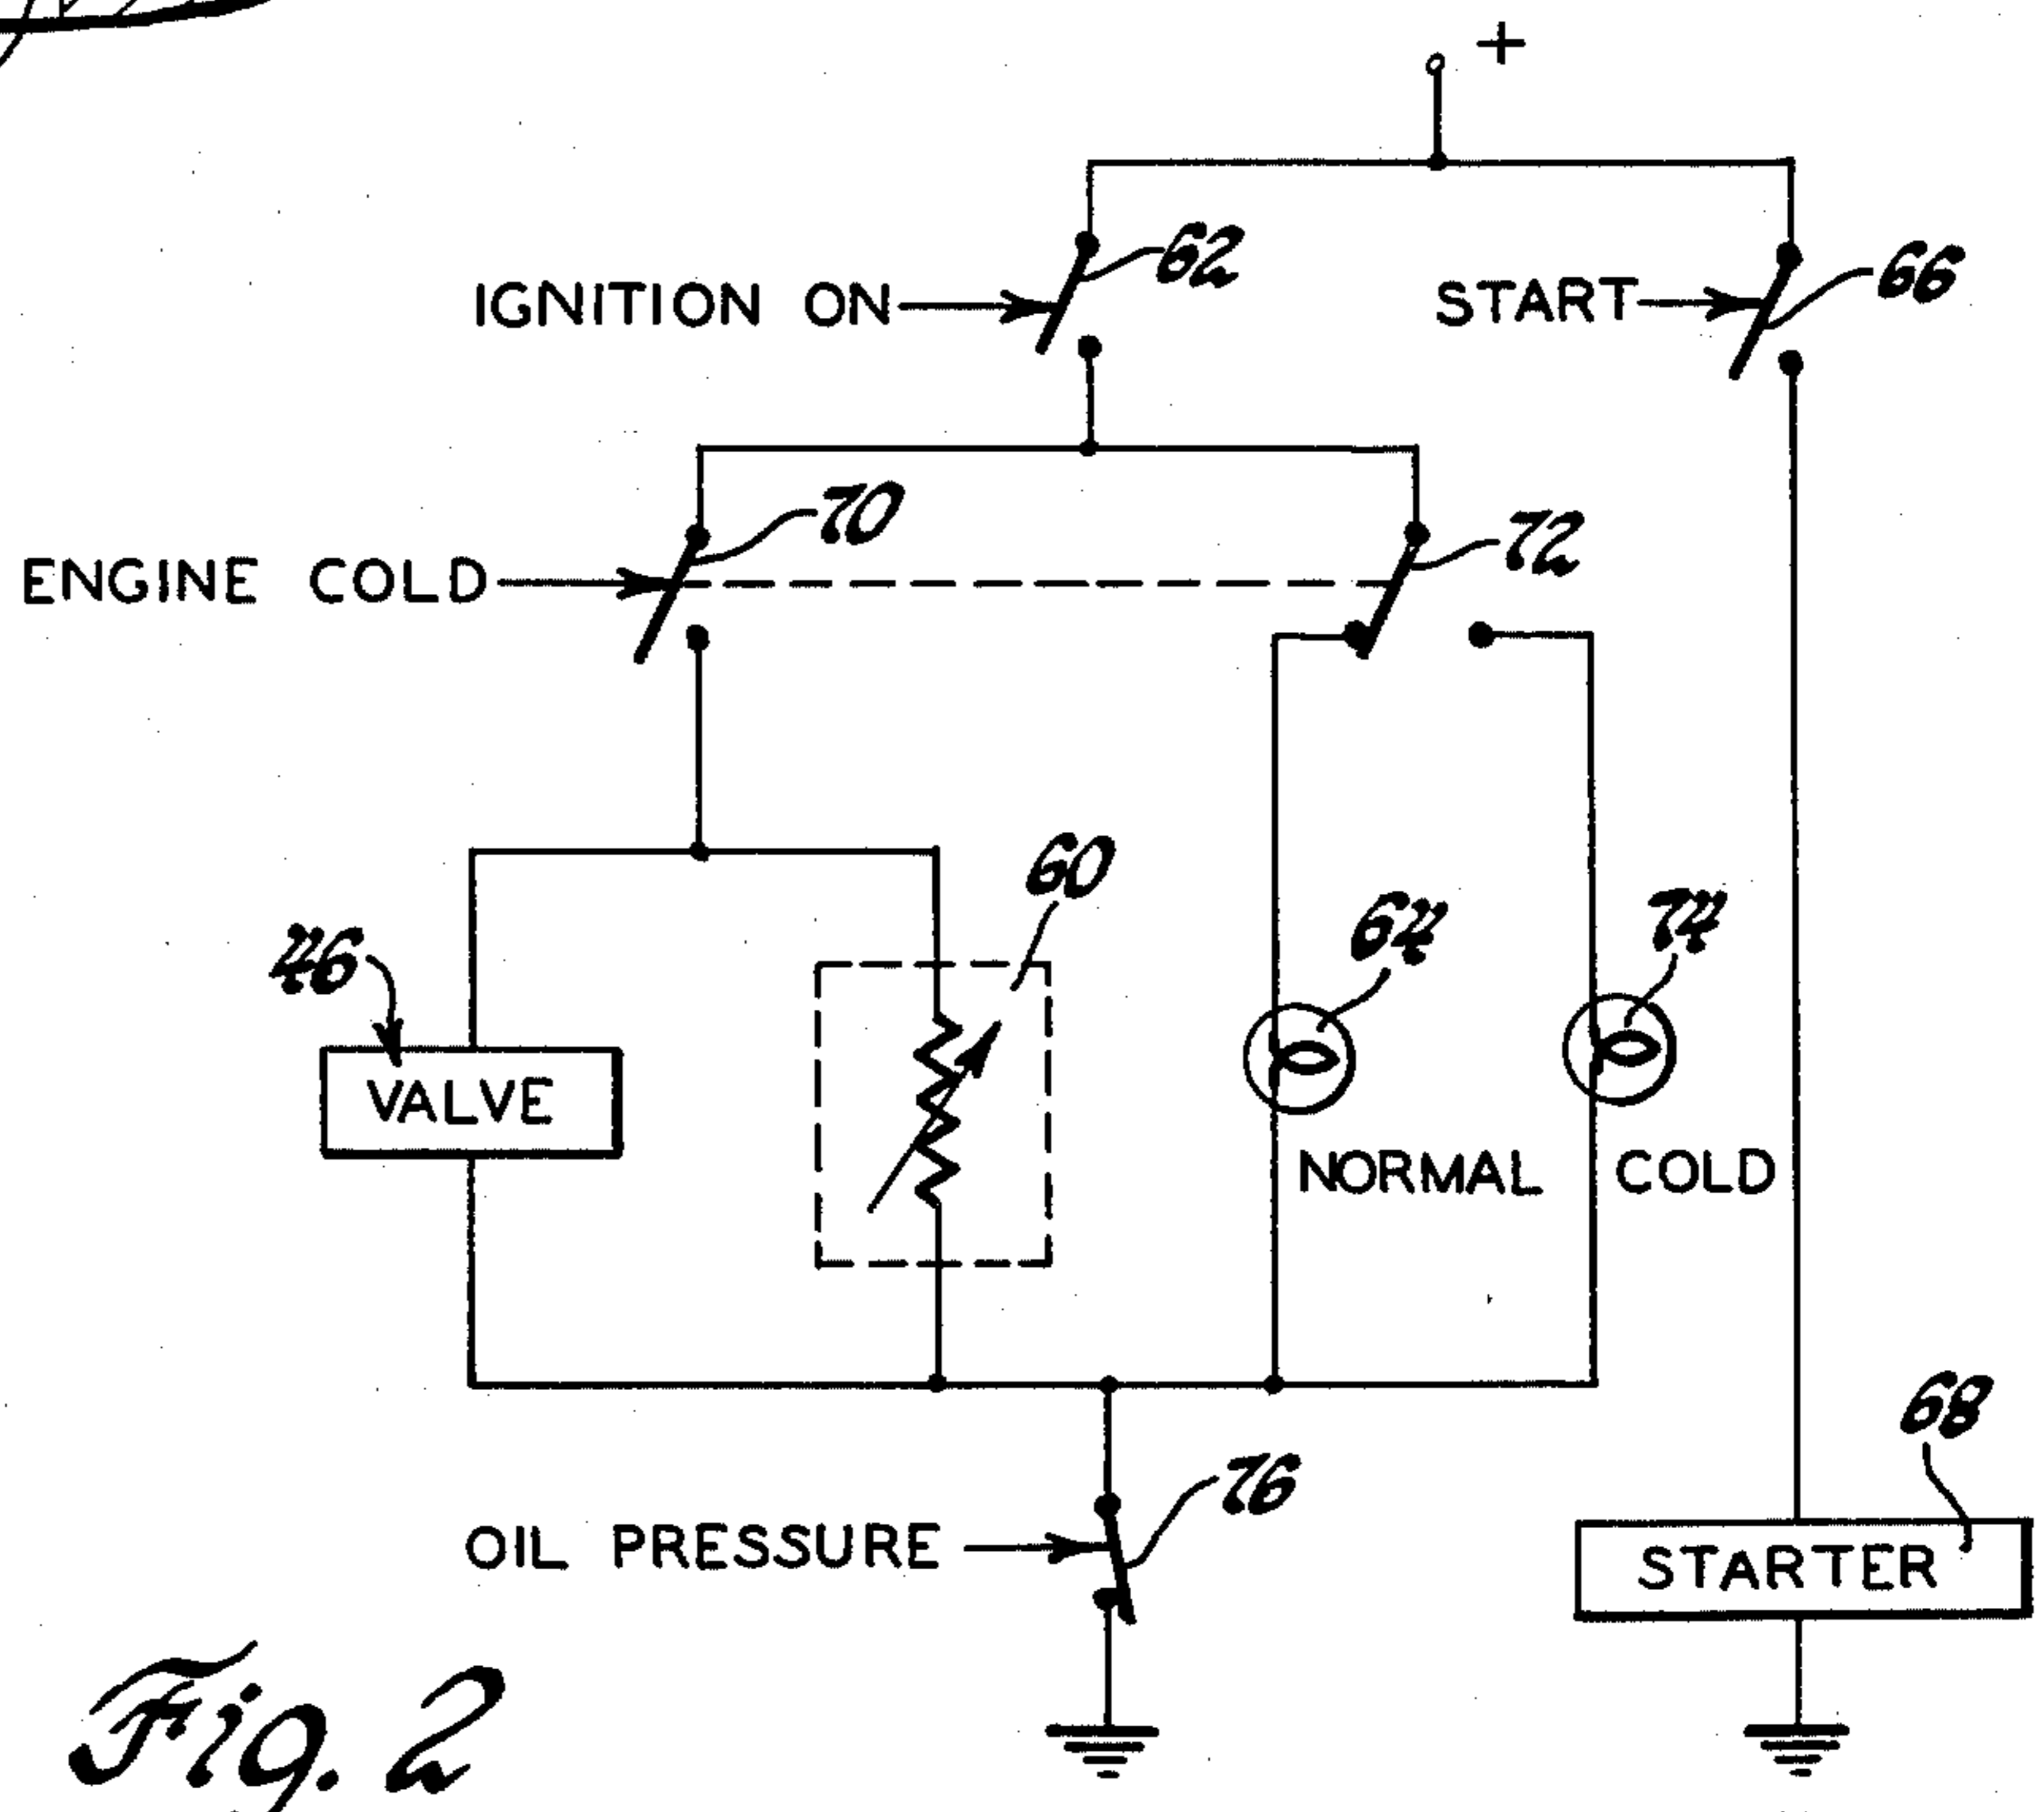 +
IGNITION ON
62
START
66
70
72
ENGINE COLD
60
46
64
74
VALVE
NORMAL
COLD
68
76
OIL PRESSURE
STARTER
Fig. 2